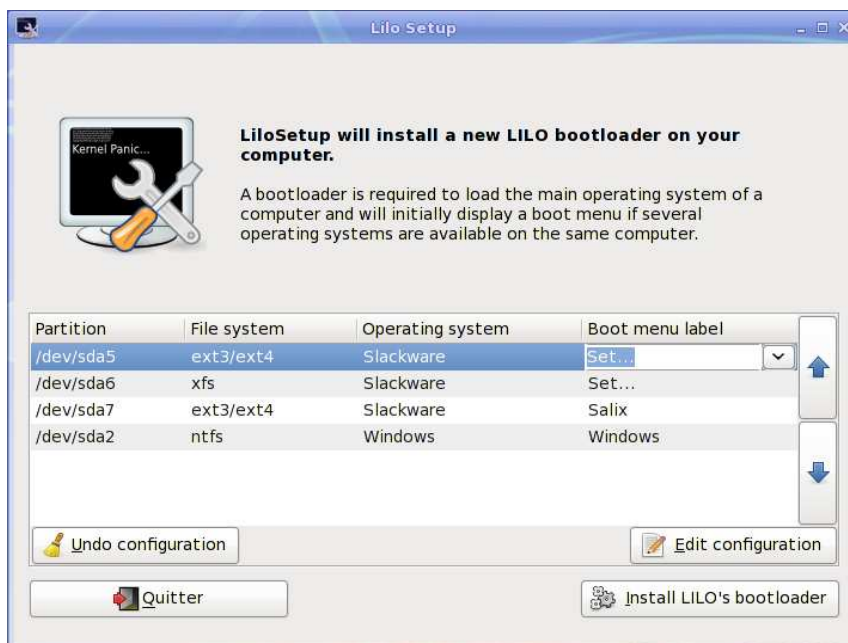 Lilo Setup
Kernel Panic...
LiloSetup will install a new LILO bootloader on your
computer.
A bootloader is required to load the main operating system of a
computer and will initially display a boot menu if several
operating systems are available on the same computer.
Partition File system Operating system Boot menu label
/dev/sda5 ext3/ext4 Slackware Set...
/dev/sda6 xfs Slackware Set...
/dev/sda7 ext3/ext4 Slackware Salix
/dev/sda2 ntfs Windows Windows
Undo configuration Edit configuration
Quitter Install LILO's bootloader